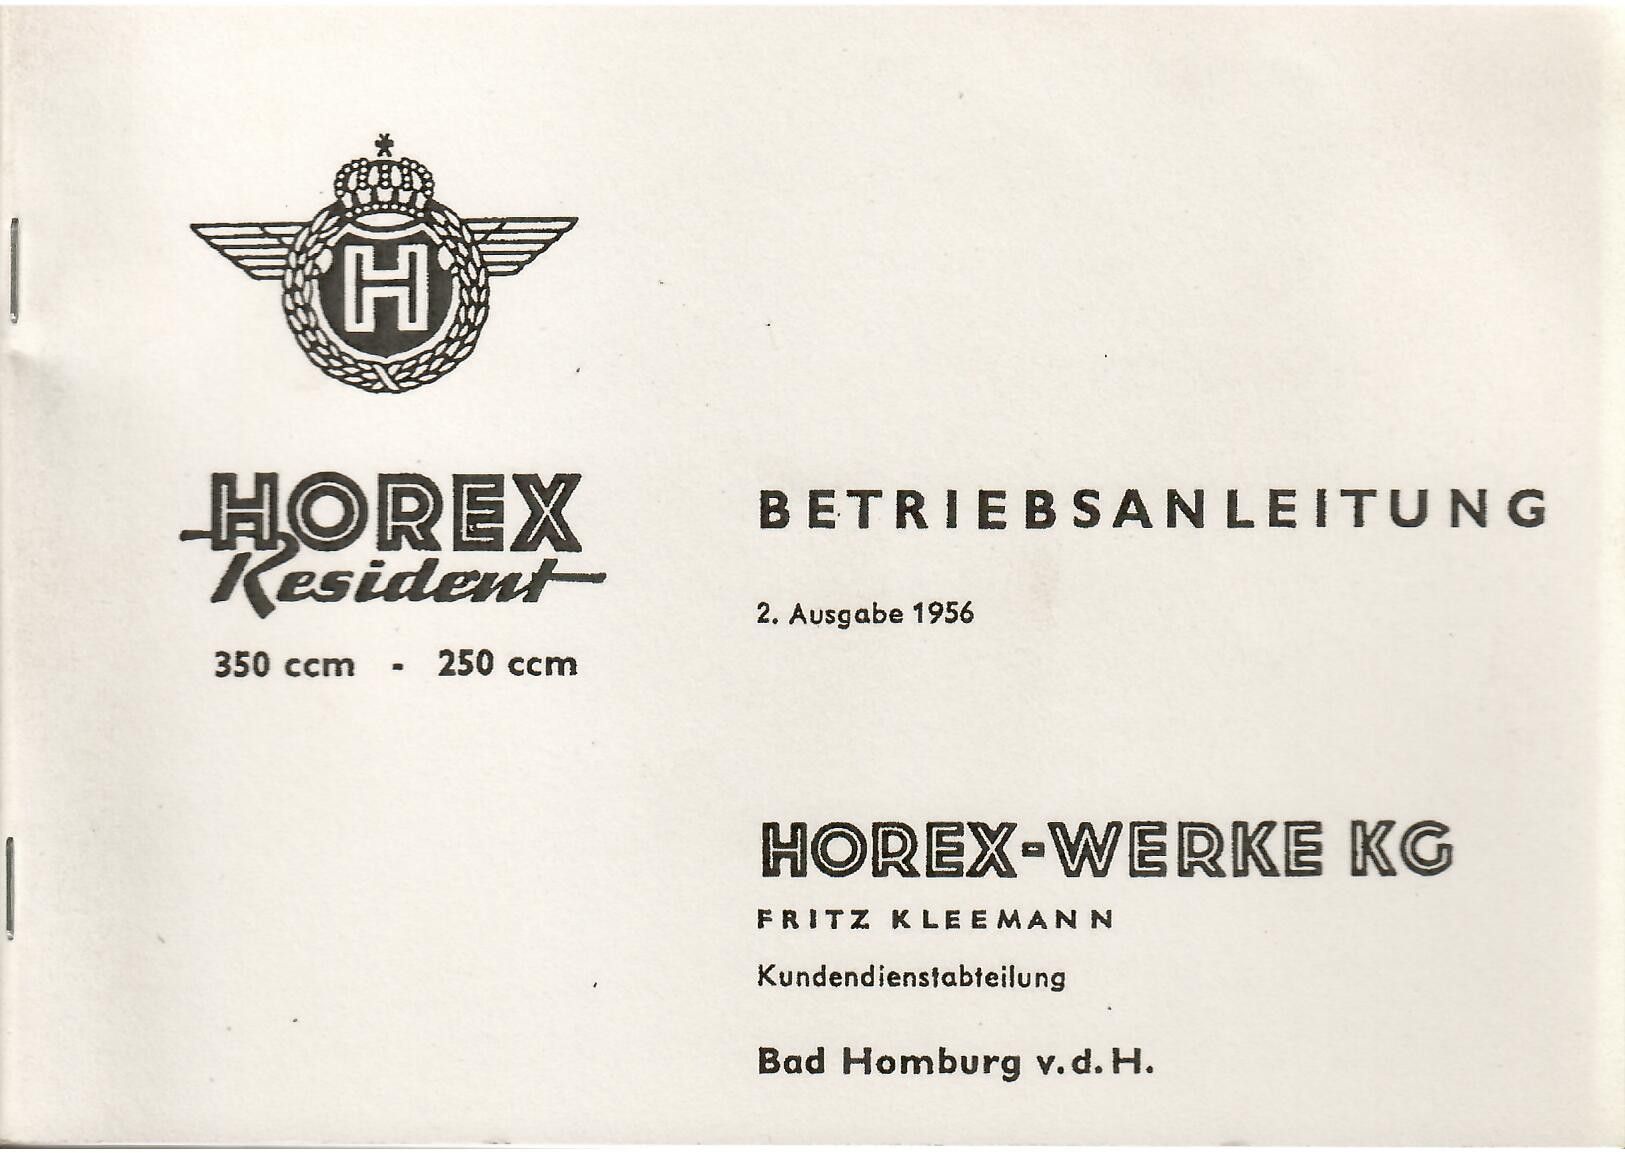 H
HOREX
Resident
350 ccm - 250 ccm
BETRIEBSANLEITUNG
2. Ausgabe 1956
HOREX-WERKE KG
FRITZ KLEEMANN
Kundendienstabteilung
Bad Homburg v.d.H.